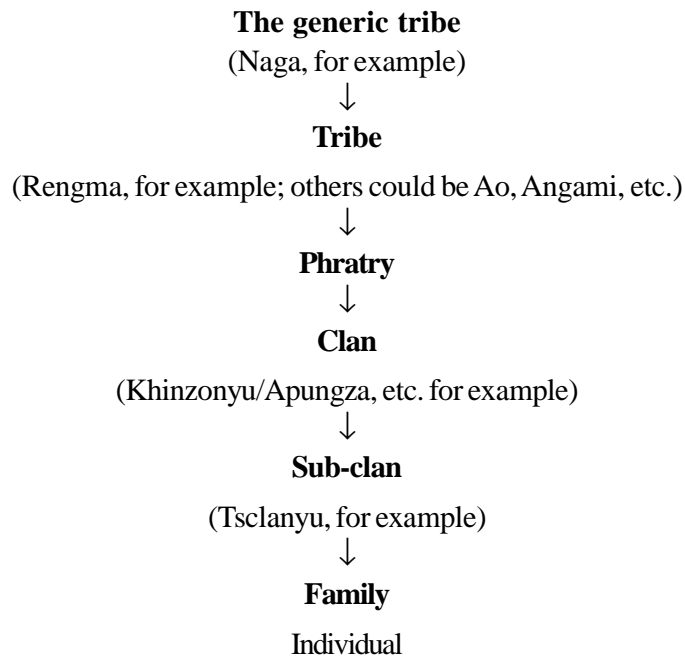 The generic tribe
(Naga, for example)
↓
Tribe
(Rengma, for example; others could be Ao, Angami, etc.)
↓
Phratry
↓
Clan
(Khinzonyu/Apungza, etc. for example)
↓
Sub-clan
(Tsclanyu, for example)
↓
Family
Individual